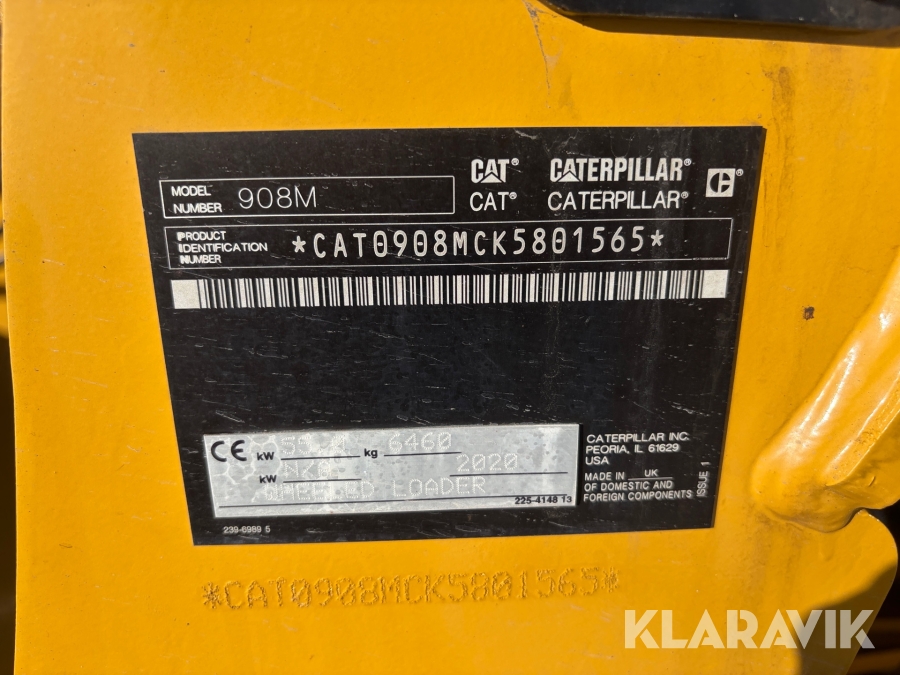 CAT® CATERPILLAR®
CAT® CATERPILLAR®
MODEL NUMBER 908M
PRODUCT IDENTIFICATION NUMBER *CAT0908MCK5801565*
CE kW kg 6460
kW N/A 2020
WHEELED LOADER
225-4148 13
CATERPILLAR INC.
PEORIA, IL 61629
USA
MADE IN UK
OF DOMESTIC AND
FOREIGN COMPONENTS
ISSUE 1
239-6989 5
*CAT0908MCK5801565*
KLARAVIK